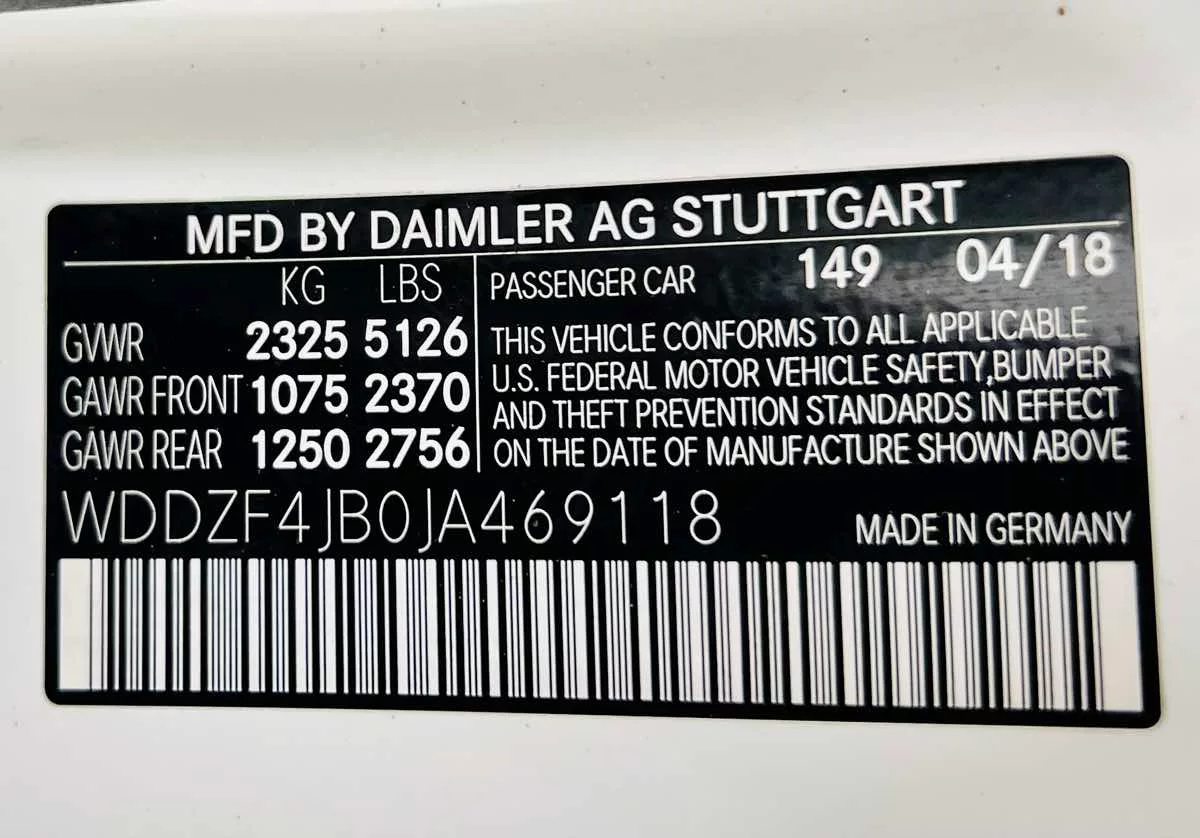 MFD BY DAIMLER AG STUTTGART
KG LBS
GVWR 2325 5126
GAWR FRONT 1075 2370
GAWR REAR 1250 2756
PASSENGER CAR 149 04/18
THIS VEHICLE CONFORMS TO ALL APPLICABLE
U.S. FEDERAL MOTOR VEHICLE SAFETY,BUMPER
AND THEFT PREVENTION STANDARDS IN EFFECT
ON THE DATE OF MANUFACTURE SHOWN ABOVE
WDDZF4JB0JA469118
MADE IN GERMANY